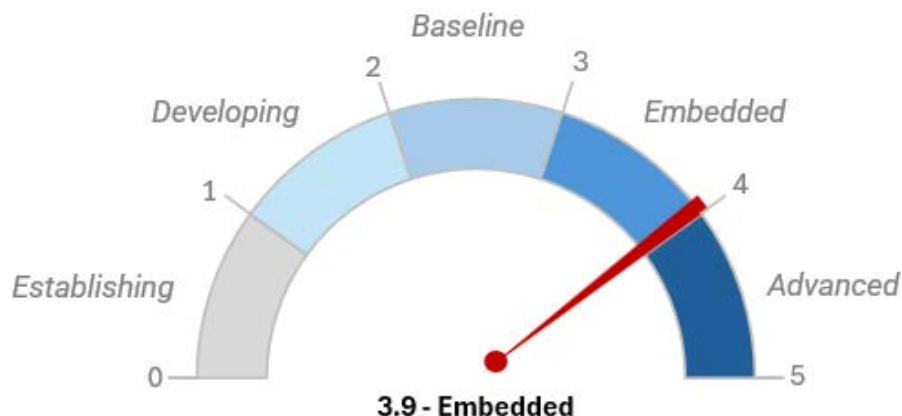 Baseline
2
3
Developing
Embedded
1
4
Establishing
Advanced
0
5
3.9 - Embedded